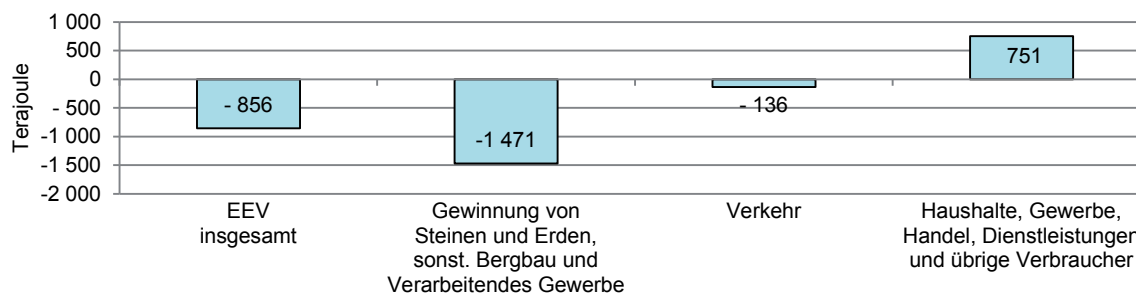 1 000
500
0
- 500
-1 000
-1 500
-2 000
Terajoule
- 856
-1 471
- 136
751
EEV
insgesamt
Gewinnung von
Steinen und Erden,
sonst. Bergbau und
Verarbeitendes Gewerbe
Verkehr
Haushalte, Gewerbe,
Handel, Dienstleistungen
und übrige Verbraucher